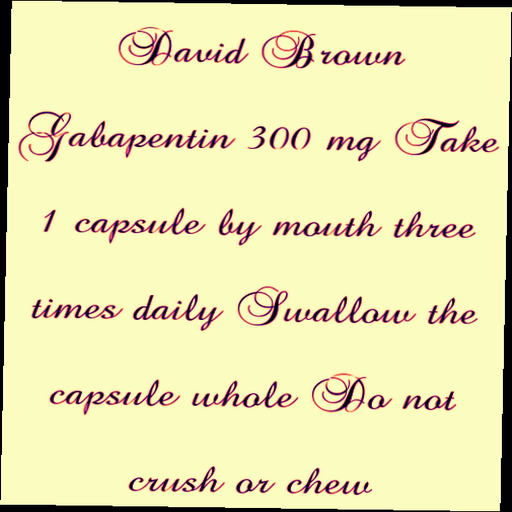 David Brown
Gabapentin 300 mg Take
1 capsule by mouth three
times daily Swallow the
capsule whole Do not
crush or chew